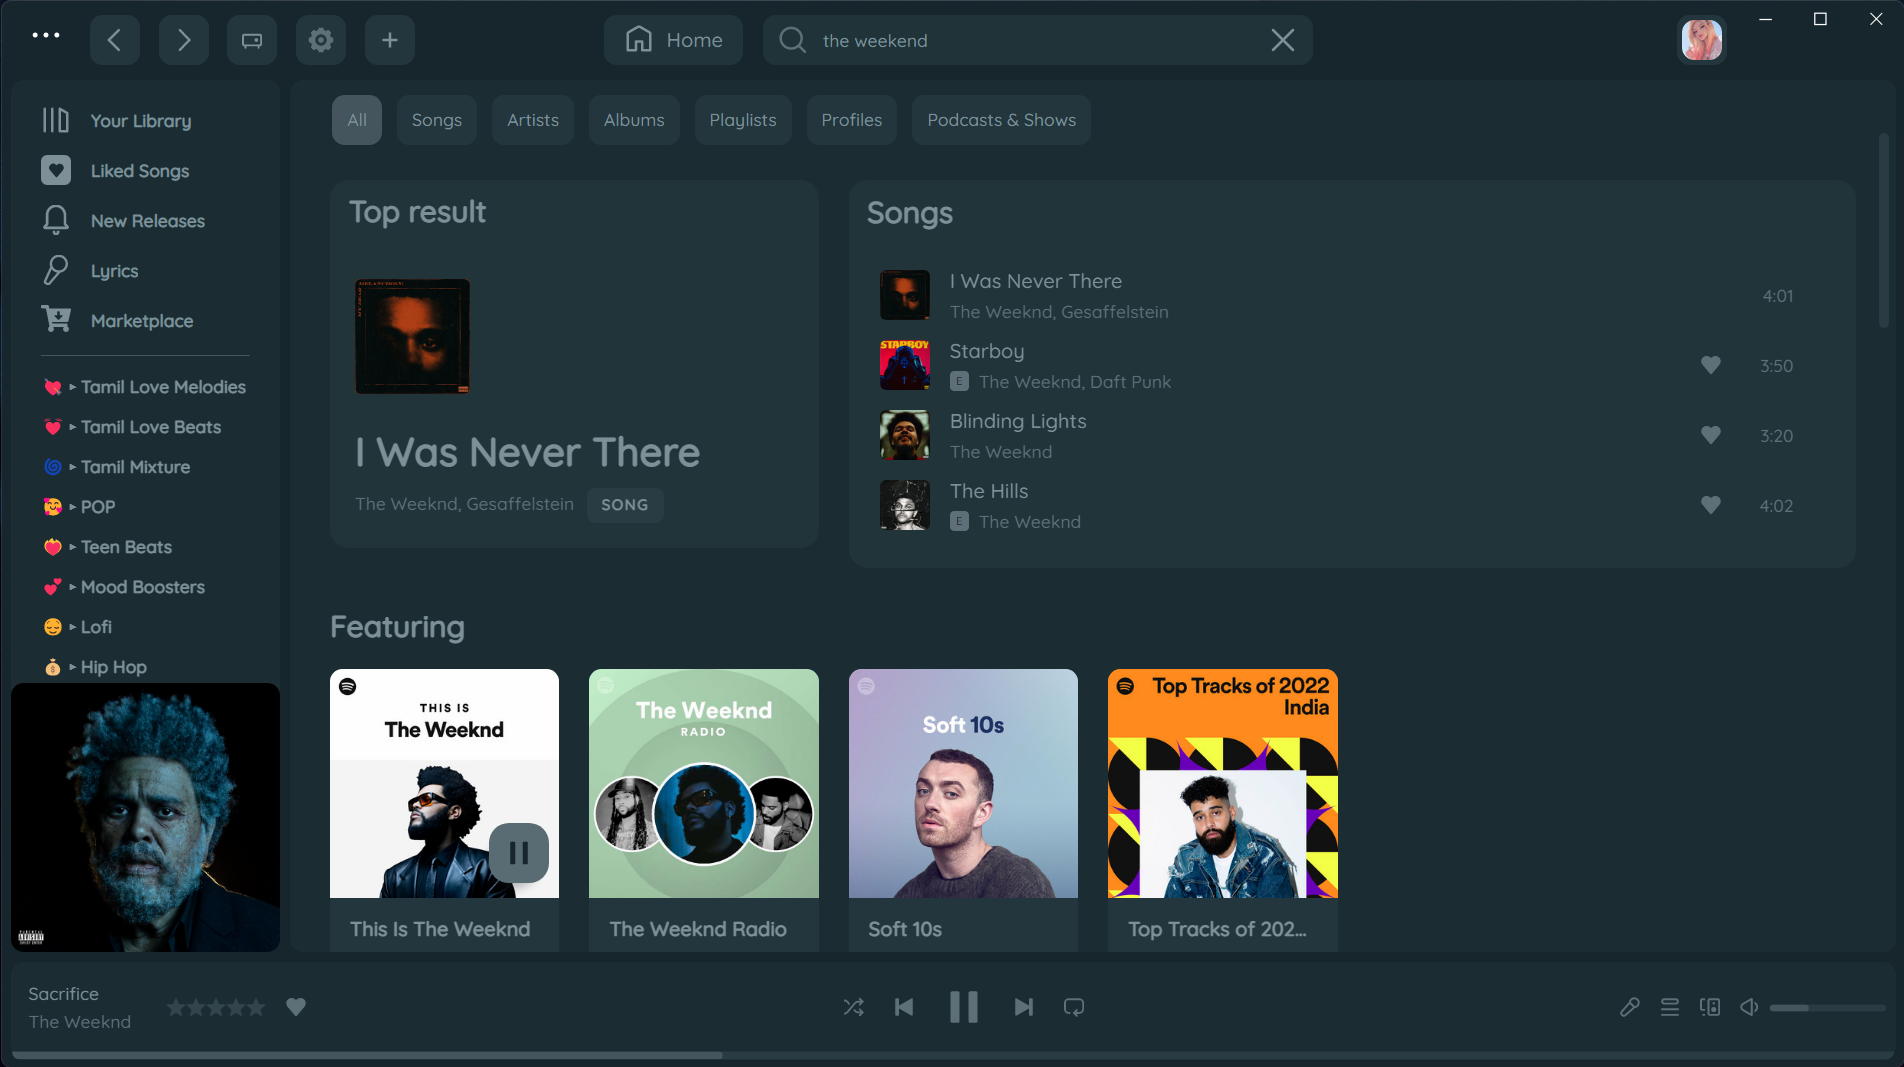 Home
the weekend
Your Library
Liked Songs
New Releases
Lyrics
Marketplace
Tamil Love Melodies
Tamil Love Beats
Tamil Mixture
POP
Teen Beats
Mood Boosters
Lofi
Hip Hop
All
Songs
Artists
Albums
Playlists
Profiles
Podcasts & Shows
Top result
I Was Never There
The Weeknd, Gesaffelstein
SONG
Songs
I Was Never There
The Weeknd, Gesaffelstein
4:01
STARBOY
Starboy
E The Weeknd, Daft Punk
3:50
Blinding Lights
The Weeknd
3:20
The Hills
E The Weeknd
4:02
Featuring
THIS IS
The Weeknd
This Is The Weeknd
The Weeknd
RADIO
The Weeknd Radio
Soft 10s
Soft 10s
Top Tracks of 2022
India
Top Tracks of 202...
Sacrifice
The Weeknd